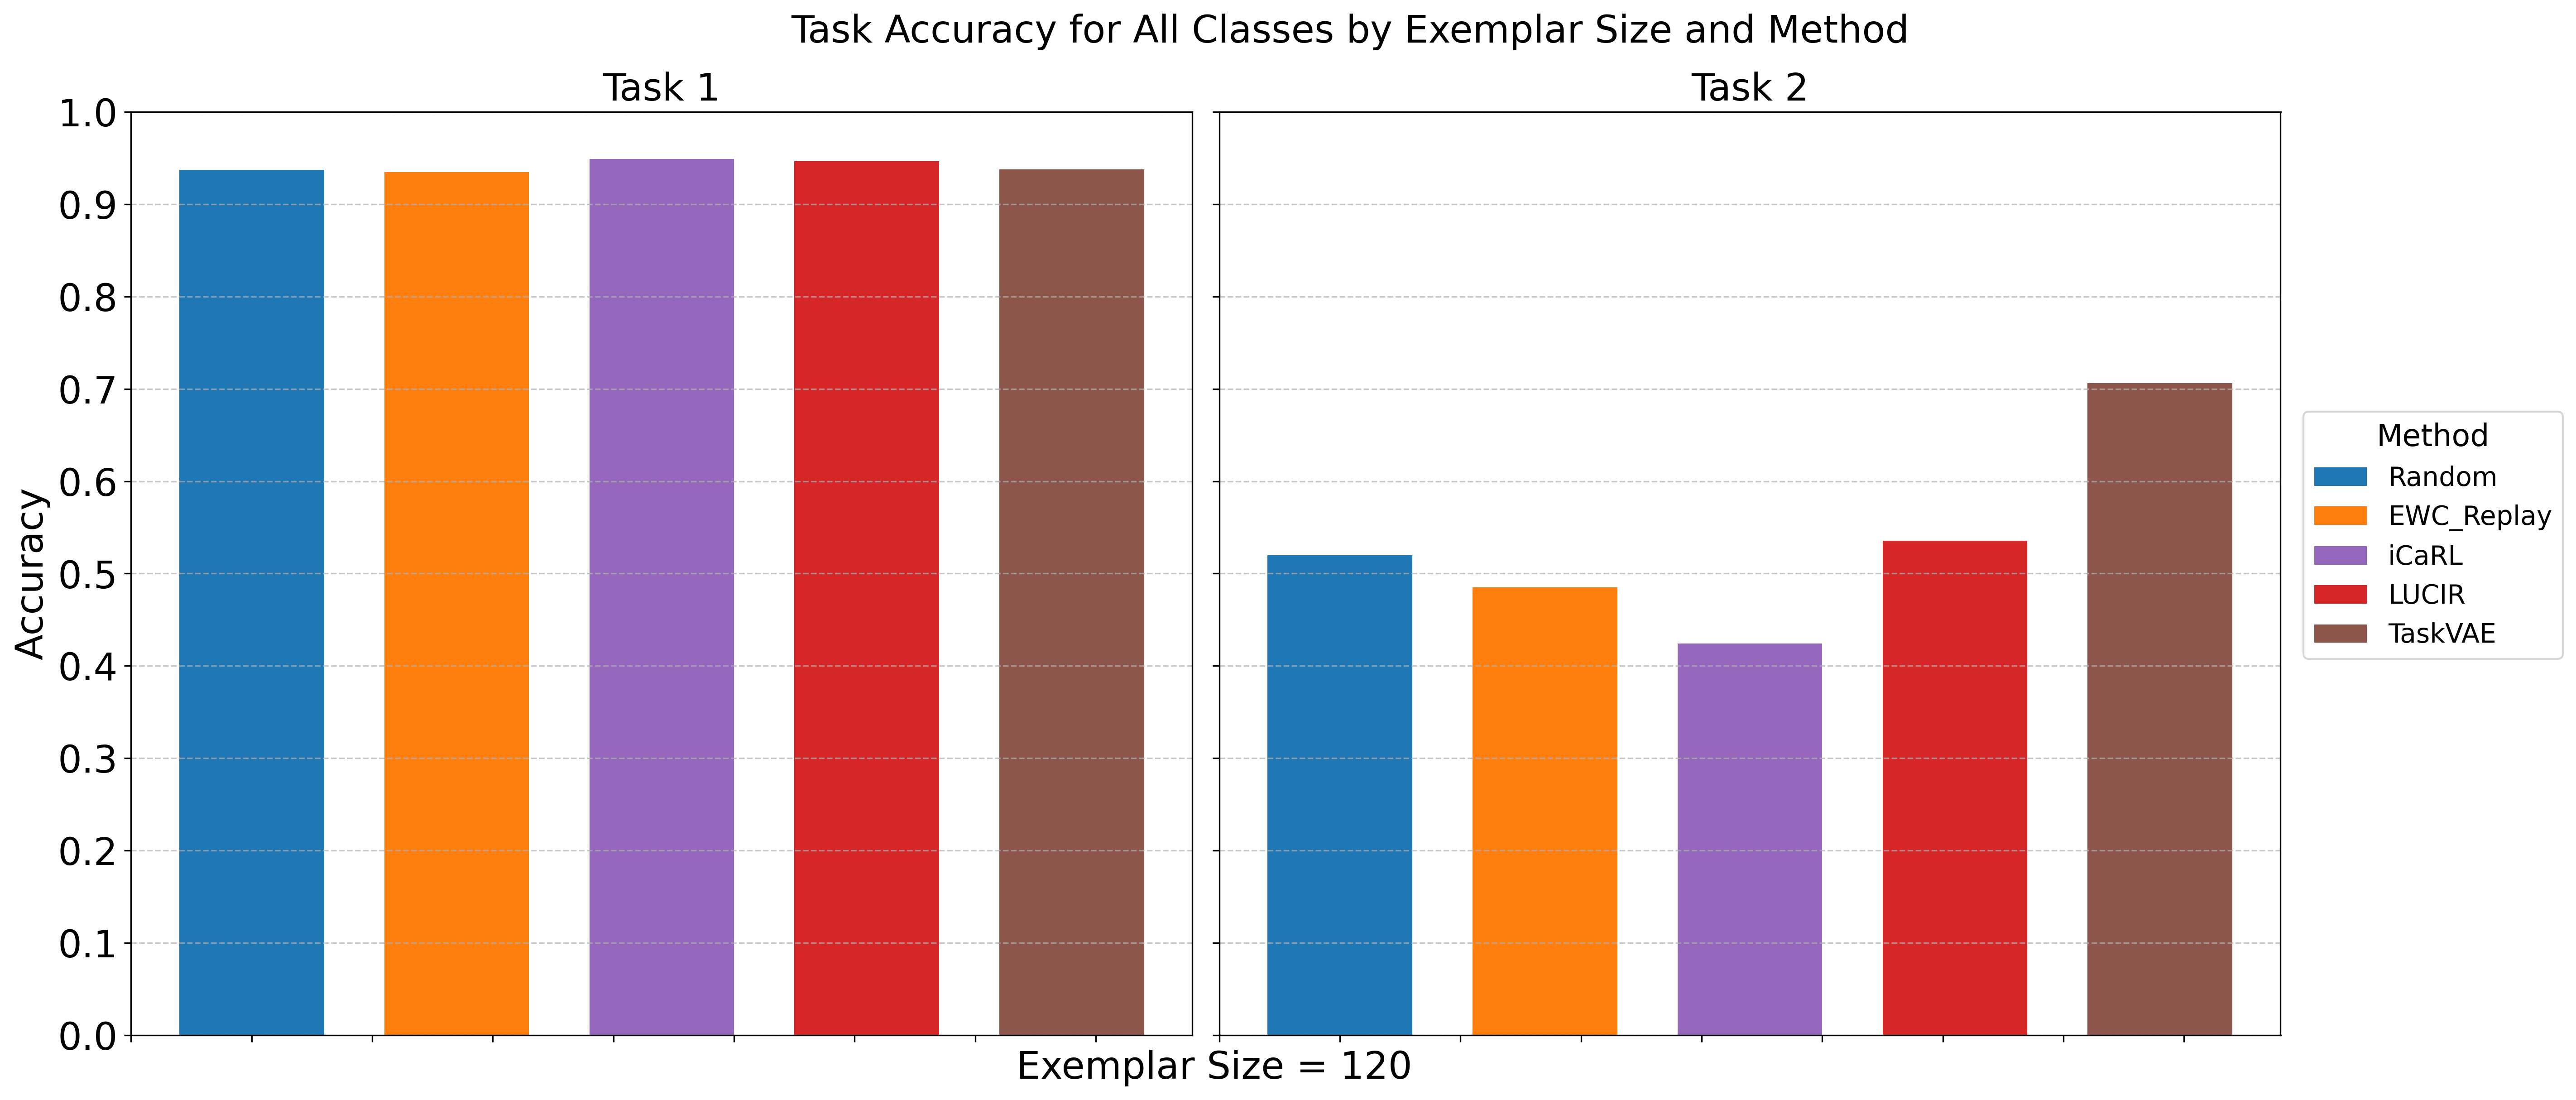 Task Accuracy for All Classes by Exemplar Size and Method
Task 1
Task 2
1.0
0.9
0.8
0.7
0.6
0.5
0.4
0.3
0.2
0.1
0.0
Accuracy
Exemplar Size = 120
Method
Random
EWC_Replay
iCaRL
LUCIR
TaskVAE